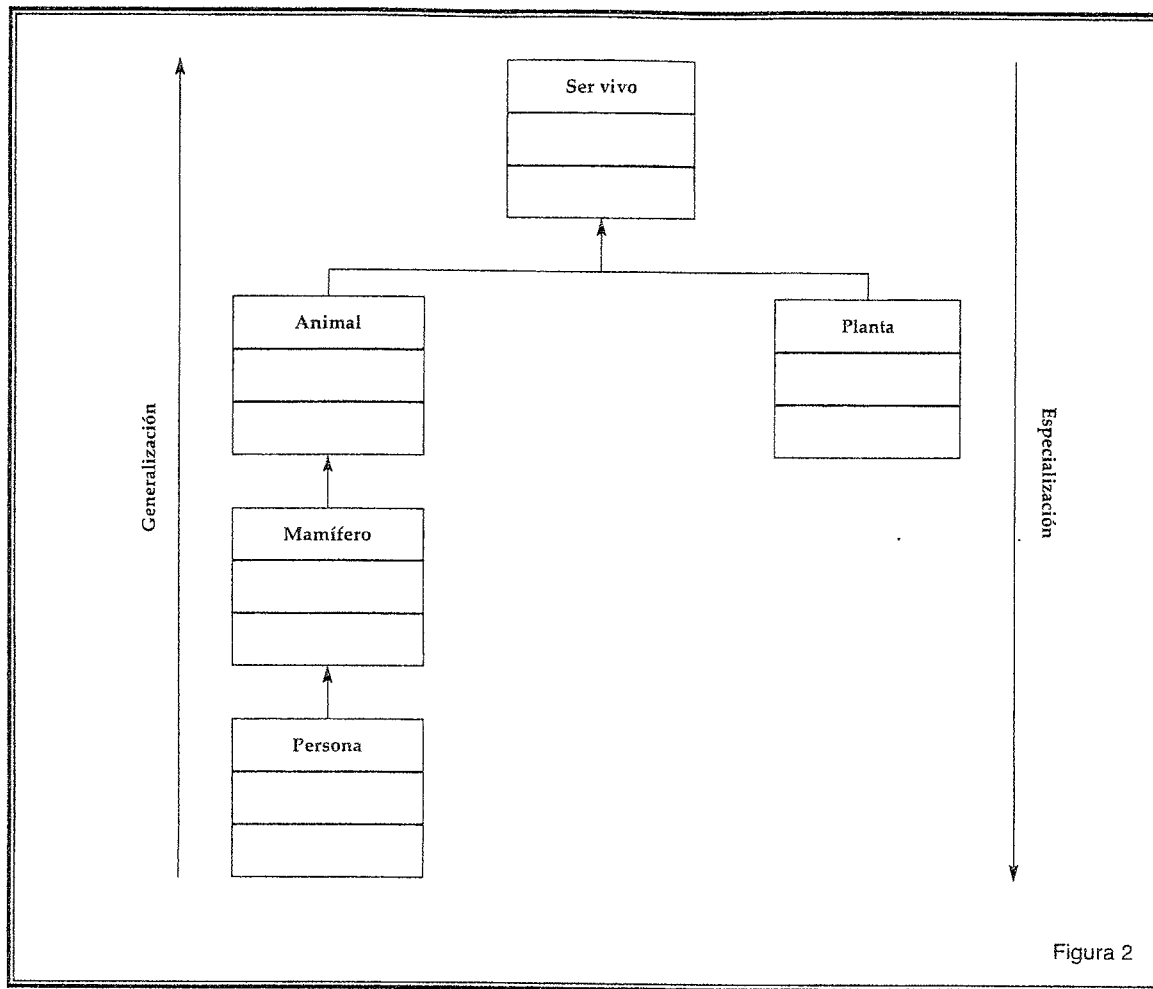 Ser vivo
Animal
Planta
Generalización
Especialización
Mamífero
Persona
Figura 2